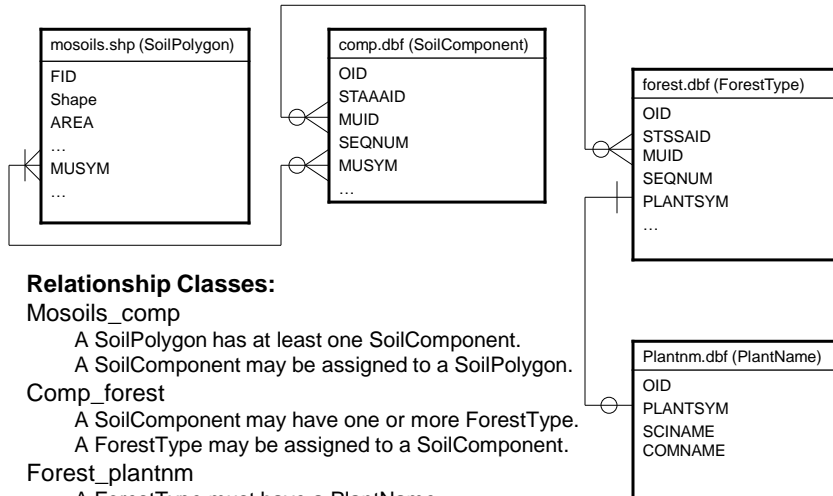 mosoils.shp (SoilPolygon)
FID
Shape
AREA
…
MUSYM
…
comp.dbf (SoilComponent)
OID
STAAAID
MUID
SEQNUM
MUSYM
…
forest.dbf (ForestType)
OID
STSSAID
MUID
SEQNUM
PLANTSYM
…
Relationship Classes:
Mosoils_comp
A SoilPolygon has at least one SoilComponent.
A SoilComponent may be assigned to a SoilPolygon.
Comp_forest
A SoilComponent may have one or more ForestType.
A ForestType may be assigned to a SoilComponent.
Forest_plantnm
A ForestType must have a PlantName
Plantnm.dbf (PlantName)
OID
PLANTSYM
SCINAME
COMNAME